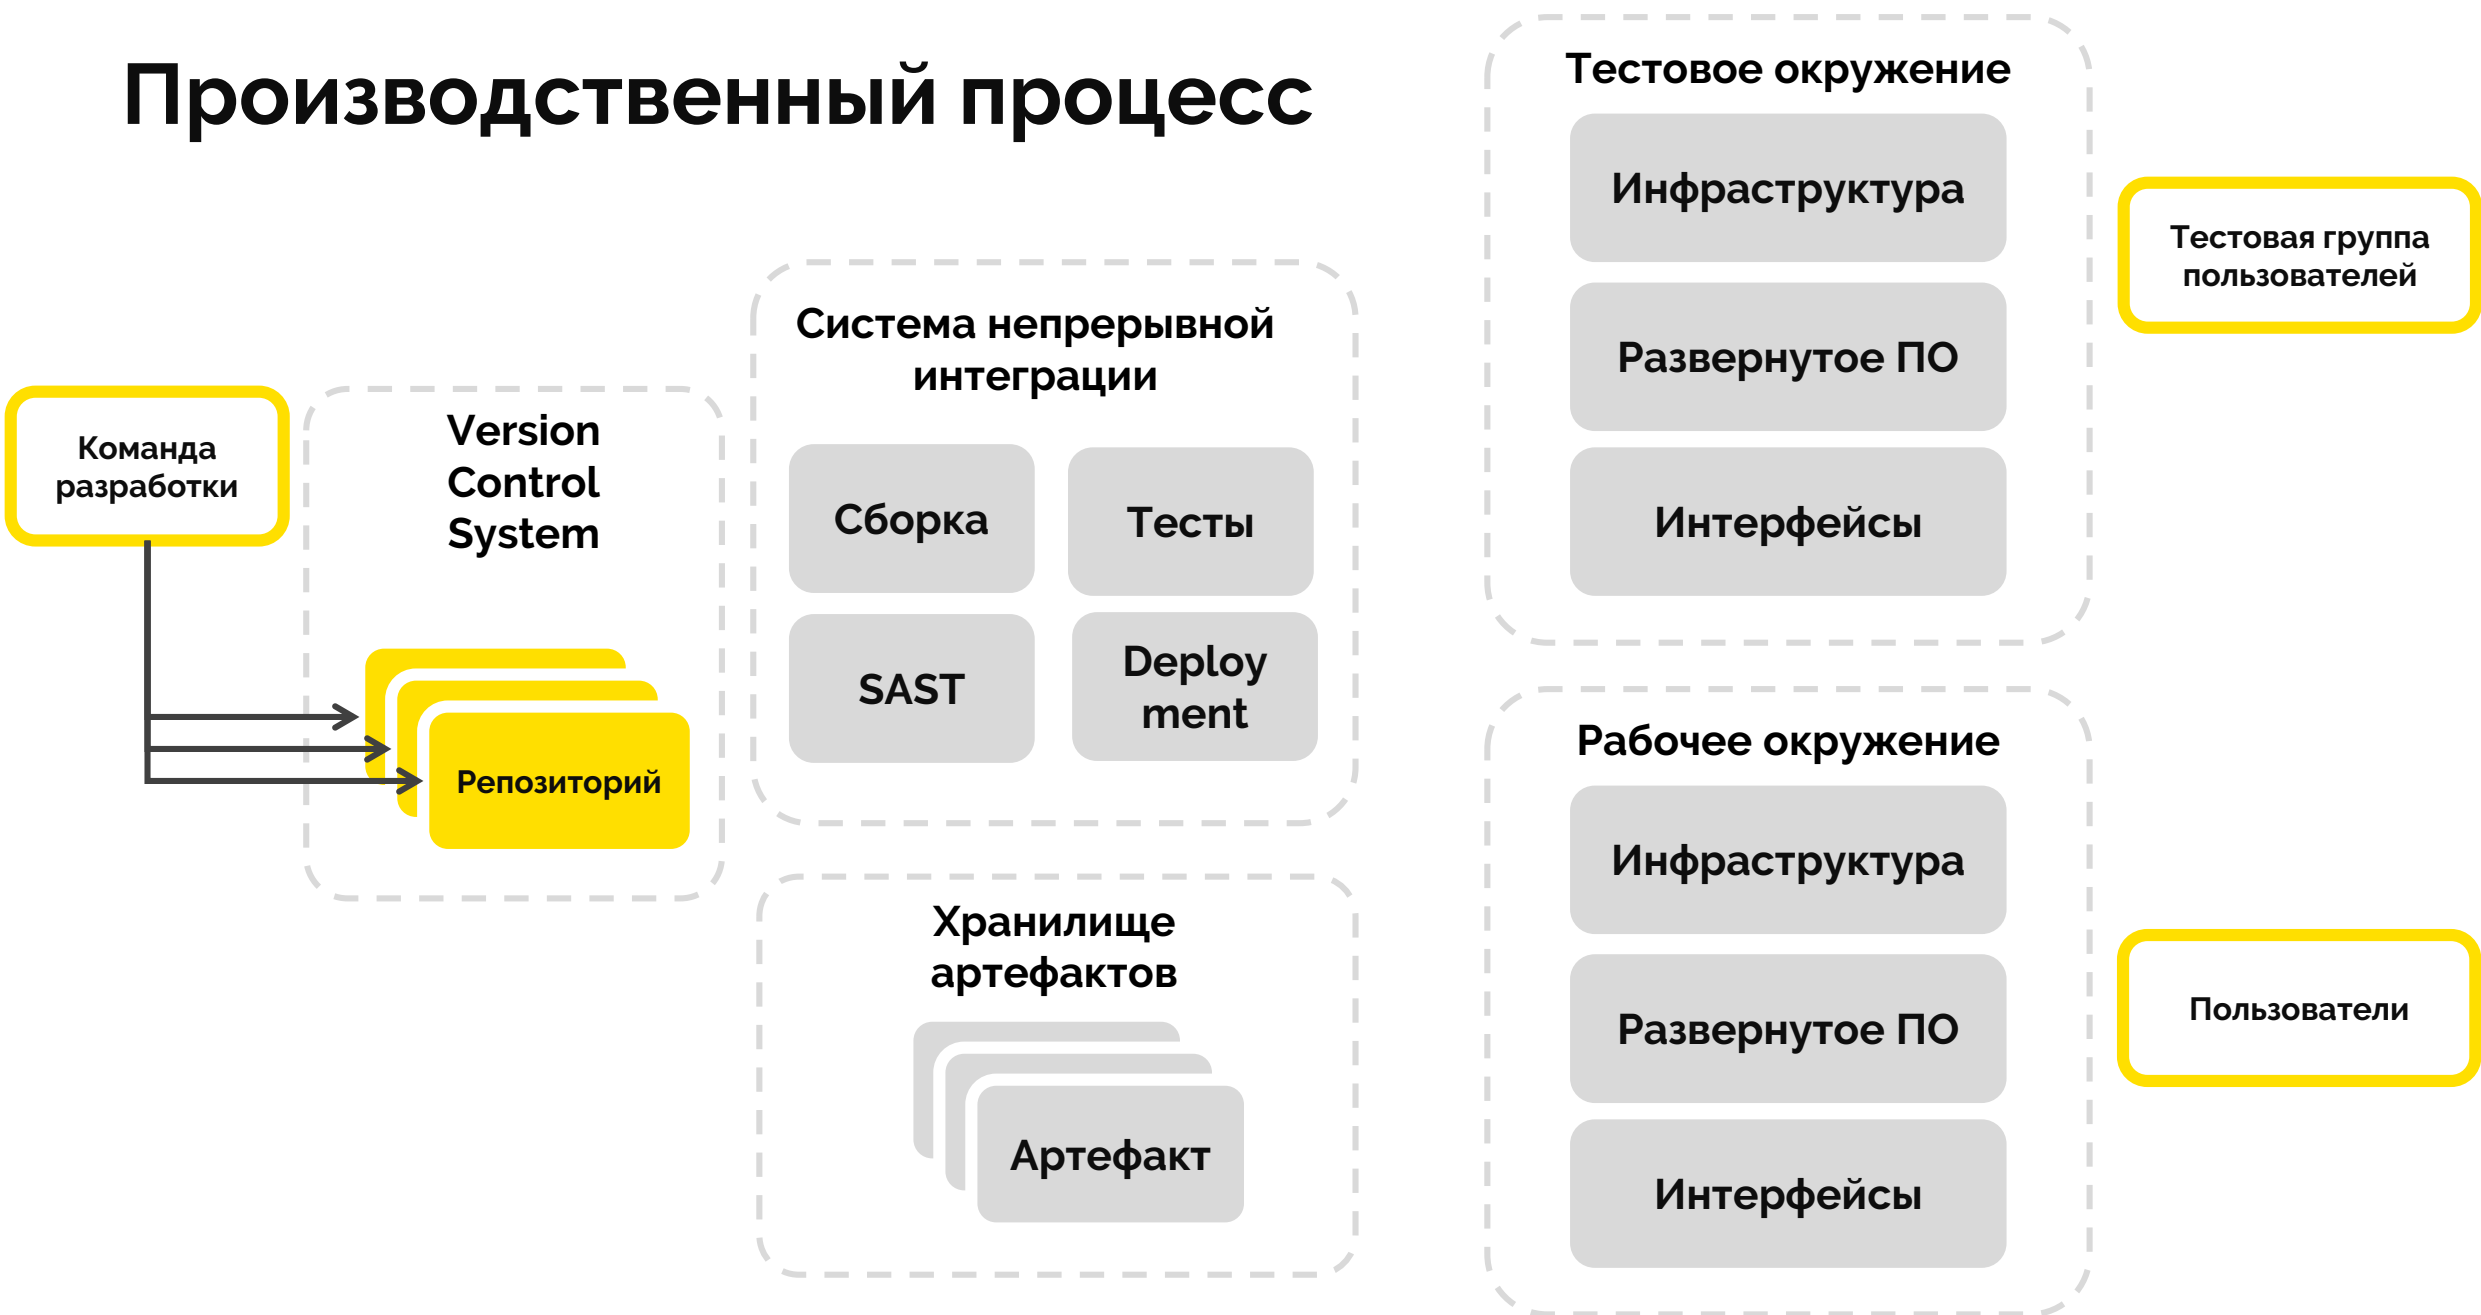 Производственный процесс
Команда
разработки
Version
Control
System
Репозиторий
Система непрерывной
интеграции
Сборка
Тесты
SAST
Deploy
ment
Хранилище
артефактов
Артефакт
Тестовое окружение
Инфраструктура
Развернутое ПО
Интерфейсы
Тестовая группа
пользователей
Рабочее окружение
Инфраструктура
Развернутое ПО
Интерфейсы
Пользователи